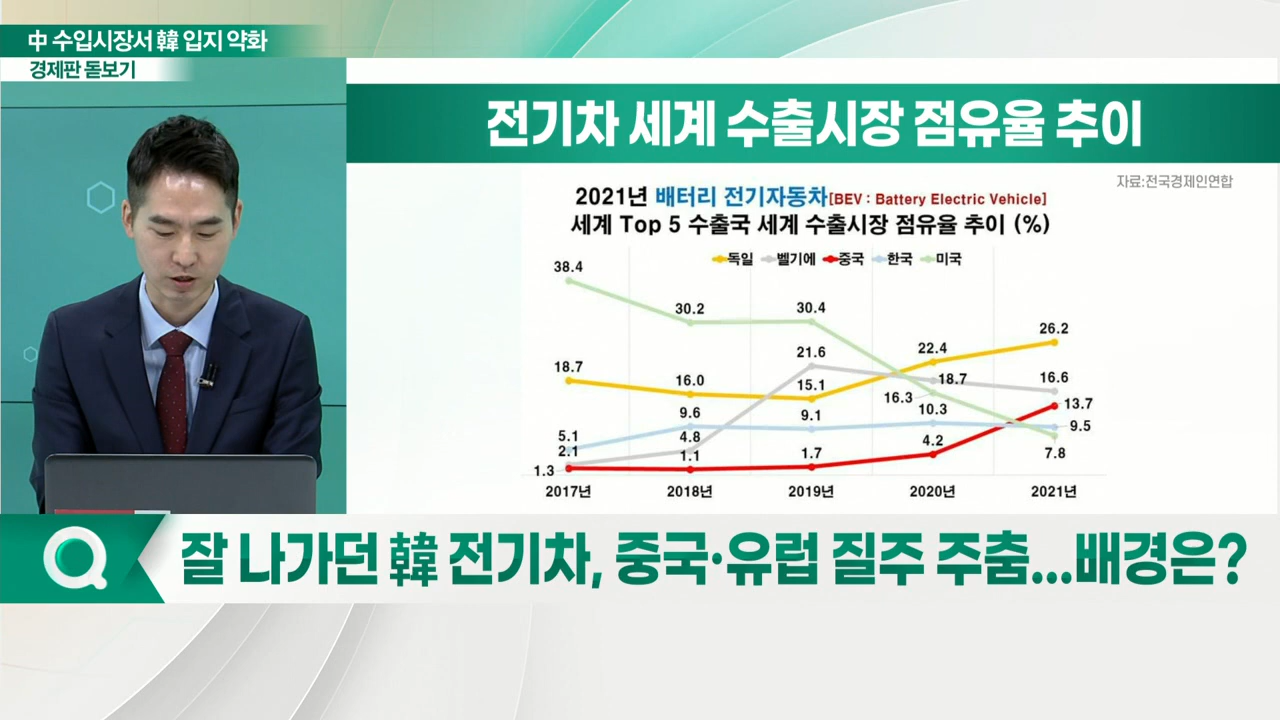 中 수입시장서 韓 입지 약화
경제판 돋보기
전기차 세계 수출시장 점유율 추이
자료:전국경제인연합
2021년 배터리 전기자동차[BEV : Battery Electric Vehicle]
세계 Top 5 수출국 세계 수출시장 점유율 추이 (%)
독일 벨기에 중국 한국 미국
38.4
30.2
30.4
26.2
22.4
21.6
18.7
16.0
15.1
18.7
16.6
16.3
13.7
9.6
9.1
10.3
9.5
5.1
4.8
4.2
7.8
2.1
1.3
1.1
1.7
2017년 2018년 2019년 2020년 2021년
잘 나가던 韓 전기차, 중국·유럽 질주 주춤...배경은?